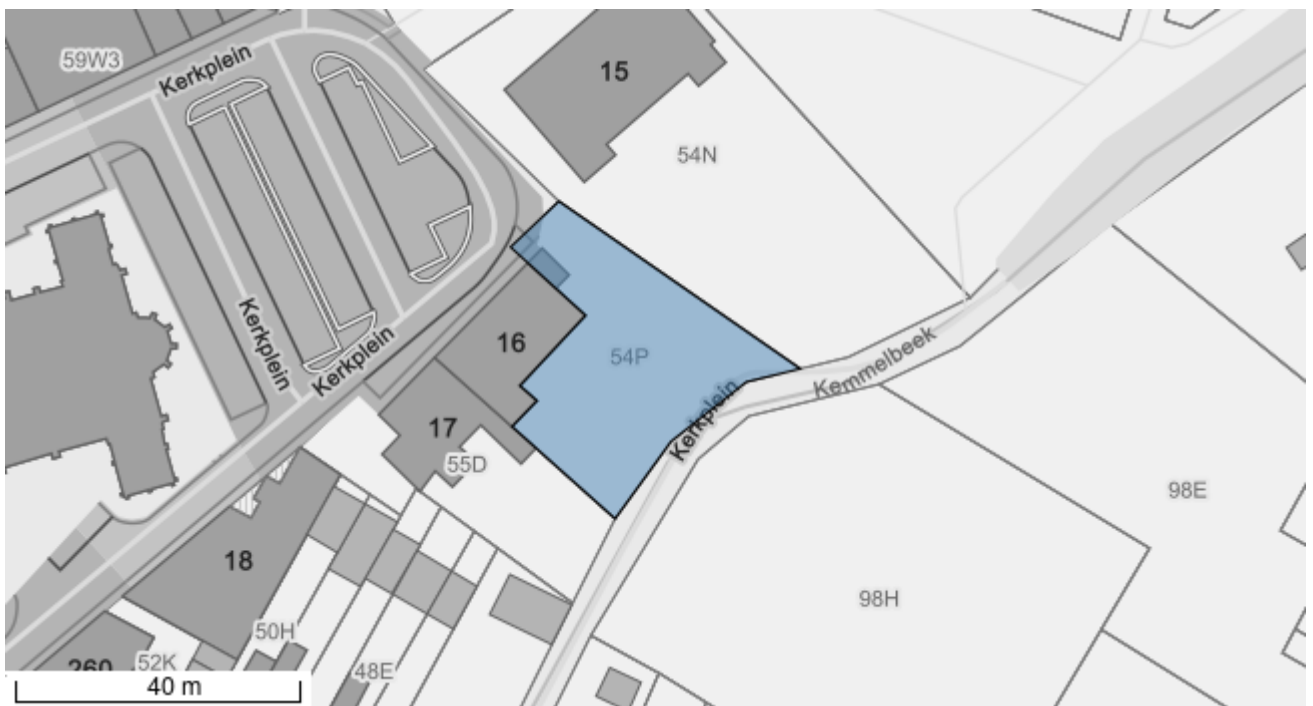 59W3
Kerkplein
15
54N
Kerkplein
Kerkplein
16
54P
Kemmelbeek
Kerkplein
17
55D
98E
18
98H
50H
52K
48E
260
40 m